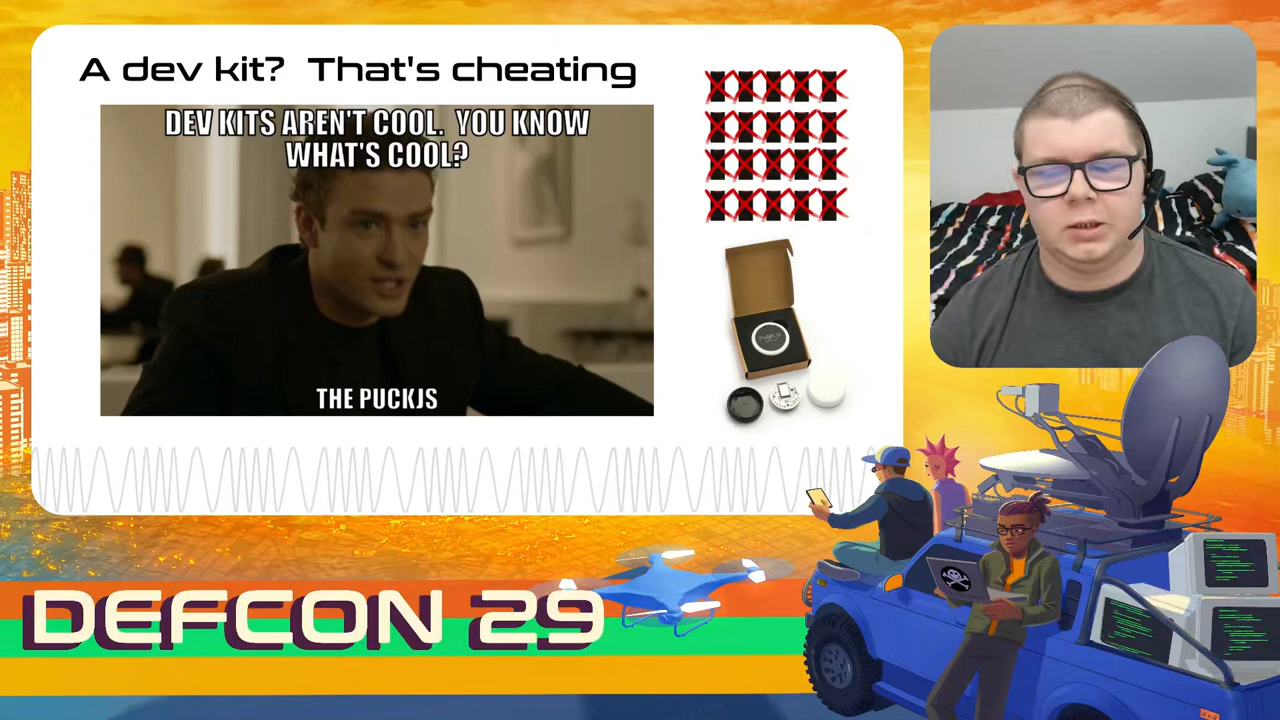 A dev kit?  That's cheating
DEV KITS AREN'T COOL.  YOU KNOW
WHAT'S COOL?
THE PUCKJS
DEFCON 29